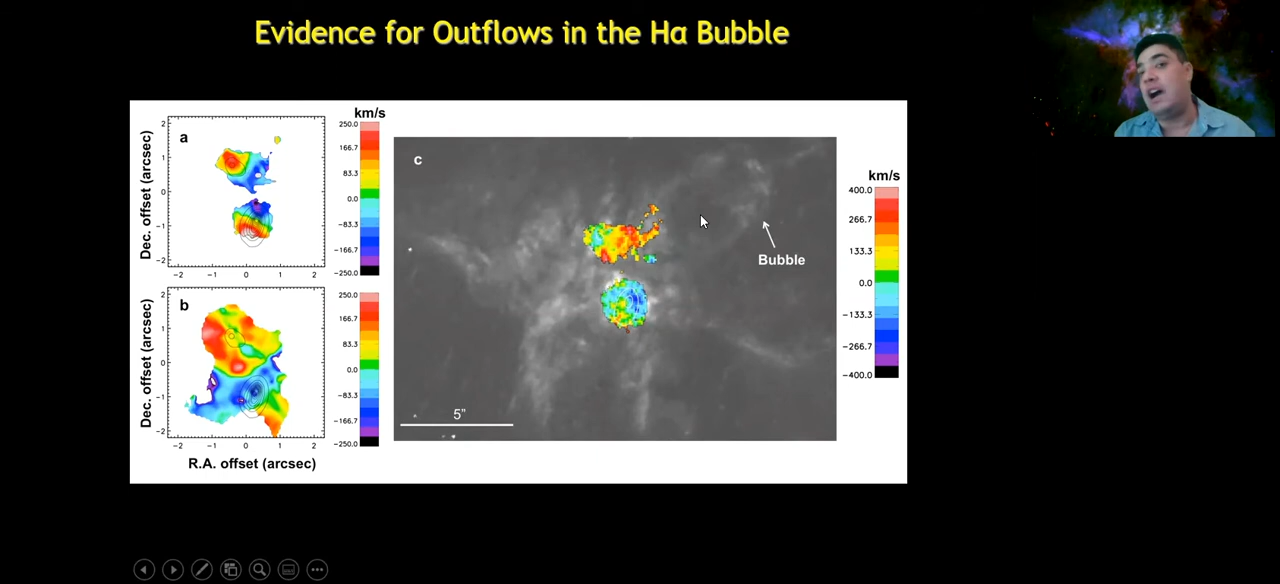 Evidence for Outflows in the Hα Bubble
km/s
a
Dec. offset (arcsec)
2
1
0
−1
−2
−2 −1 0 1 2
250.0
166.7
83.3
0.0
−83.3
−166.7
−250.0
b
Dec. offset (arcsec)
2
1
0
−1
−2
−2 −1 0 1 2
R.A. offset (arcsec)
250.0
166.7
83.3
0.0
−83.3
−166.7
−250.0
c
Bubble
5"
km/s
400.0
266.7
133.3
0.0
−133.3
−266.7
−400.0